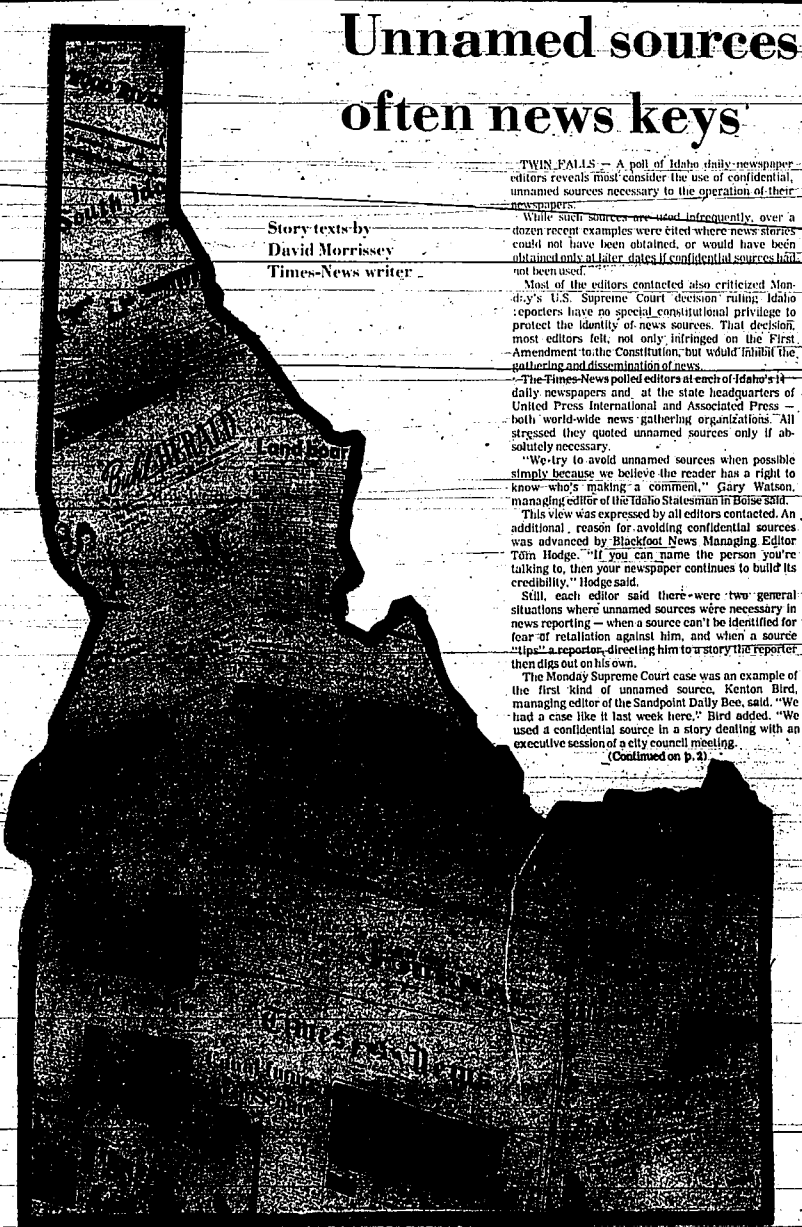 Unnamed sources
often news keys
Story texts by
David Morrissey
Times-News writer
TWIN FALLS — A poll of Idaho daily newspaper
editors reveals most consider the use of confidential,
unnamed sources necessary to the operation of their
newspapers.
While such sources are used infrequently, over a
dozen recent examples were cited where news stories
could not have been obtained, or would have been
obtained only at later dates if confidential sources had
not been used.
Most of the editors contacted also criticized Mon-
day's U.S. Supreme Court decision ruling Idaho
reporters have no special constitutional privilege to
protect the identity of news sources. That decision,
most editors felt, not only infringed on the First
Amendment to the Constitution, but would inhibit the
gathering and dissemination of news.
The Times-News polled editors at each of Idaho's 14
daily newspapers and at the state headquarters of
United Press International and Associated Press —
both world-wide news gathering organizations. All
stressed they quoted unnamed sources only if ab-
solutely necessary.
"We try to avoid unnamed sources when possible
simply because we believe the reader has a right to
know who's making a comment," Gary Watson,
managing editor of the Idaho Statesman in Boise said.
This view was expressed by all editors contacted. An
additional reason for avoiding confidential sources
was advanced by Blackfoot News Managing Editor
Tom Hodge. "If you can name the person you're
talking to, then your newspaper continues to build its
credibility," Hodge said.
Still, each editor said there were two general
situations where unnamed sources were necessary in
news reporting — when a source can't be identified for
fear of retaliation against him, and when a source
"tips" a reporter, directing him to a story the reporter
then digs out on his own.
The Monday Supreme Court case was an example of
the first kind of unnamed source, Kenton Bird,
managing editor of the Sandpoint Daily Bee, said. "We
had a case like it last week here," Bird added. "We
used a confidential source in a story dealing with an
executive session of a city council meeting.
(Continued on p. 2)
South Ida
Buhl HERALD
Land boar
Times-News